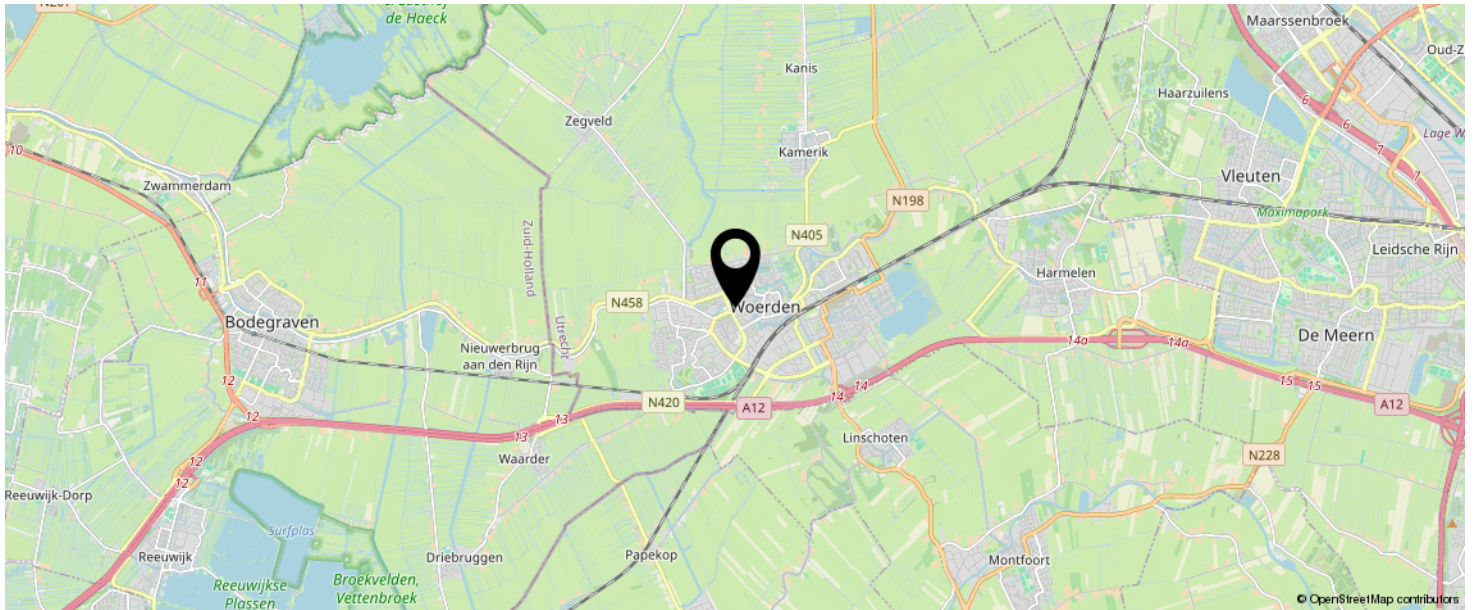 de Haeck
Maarssenbroek
Kanis
Haarzuilens
6
Zegveld
6
Lage W
10
Kamerik
7
Zwammerdam
Vleuten
7
N198
Máximapark
Zuid-Holland
N405
Leidsche Rijn
Harmelen
11
N458
Woerden
Bodegraven
Utrecht
De Meern
Nieuwerbrug
aan den Rijn
14a
14a
12
15
15
14
14
N420
A12
A12
12
13
13
Linschoten
Waarder
N228
12
12
Reeuwijk-Dorp
Surfplas
Reeuwijk
Driebruggen
Papekop
Montfoort
Broekvelden,
Vettenbroek
Reeuwijkse
Plassen
© OpenStreetMap contributors